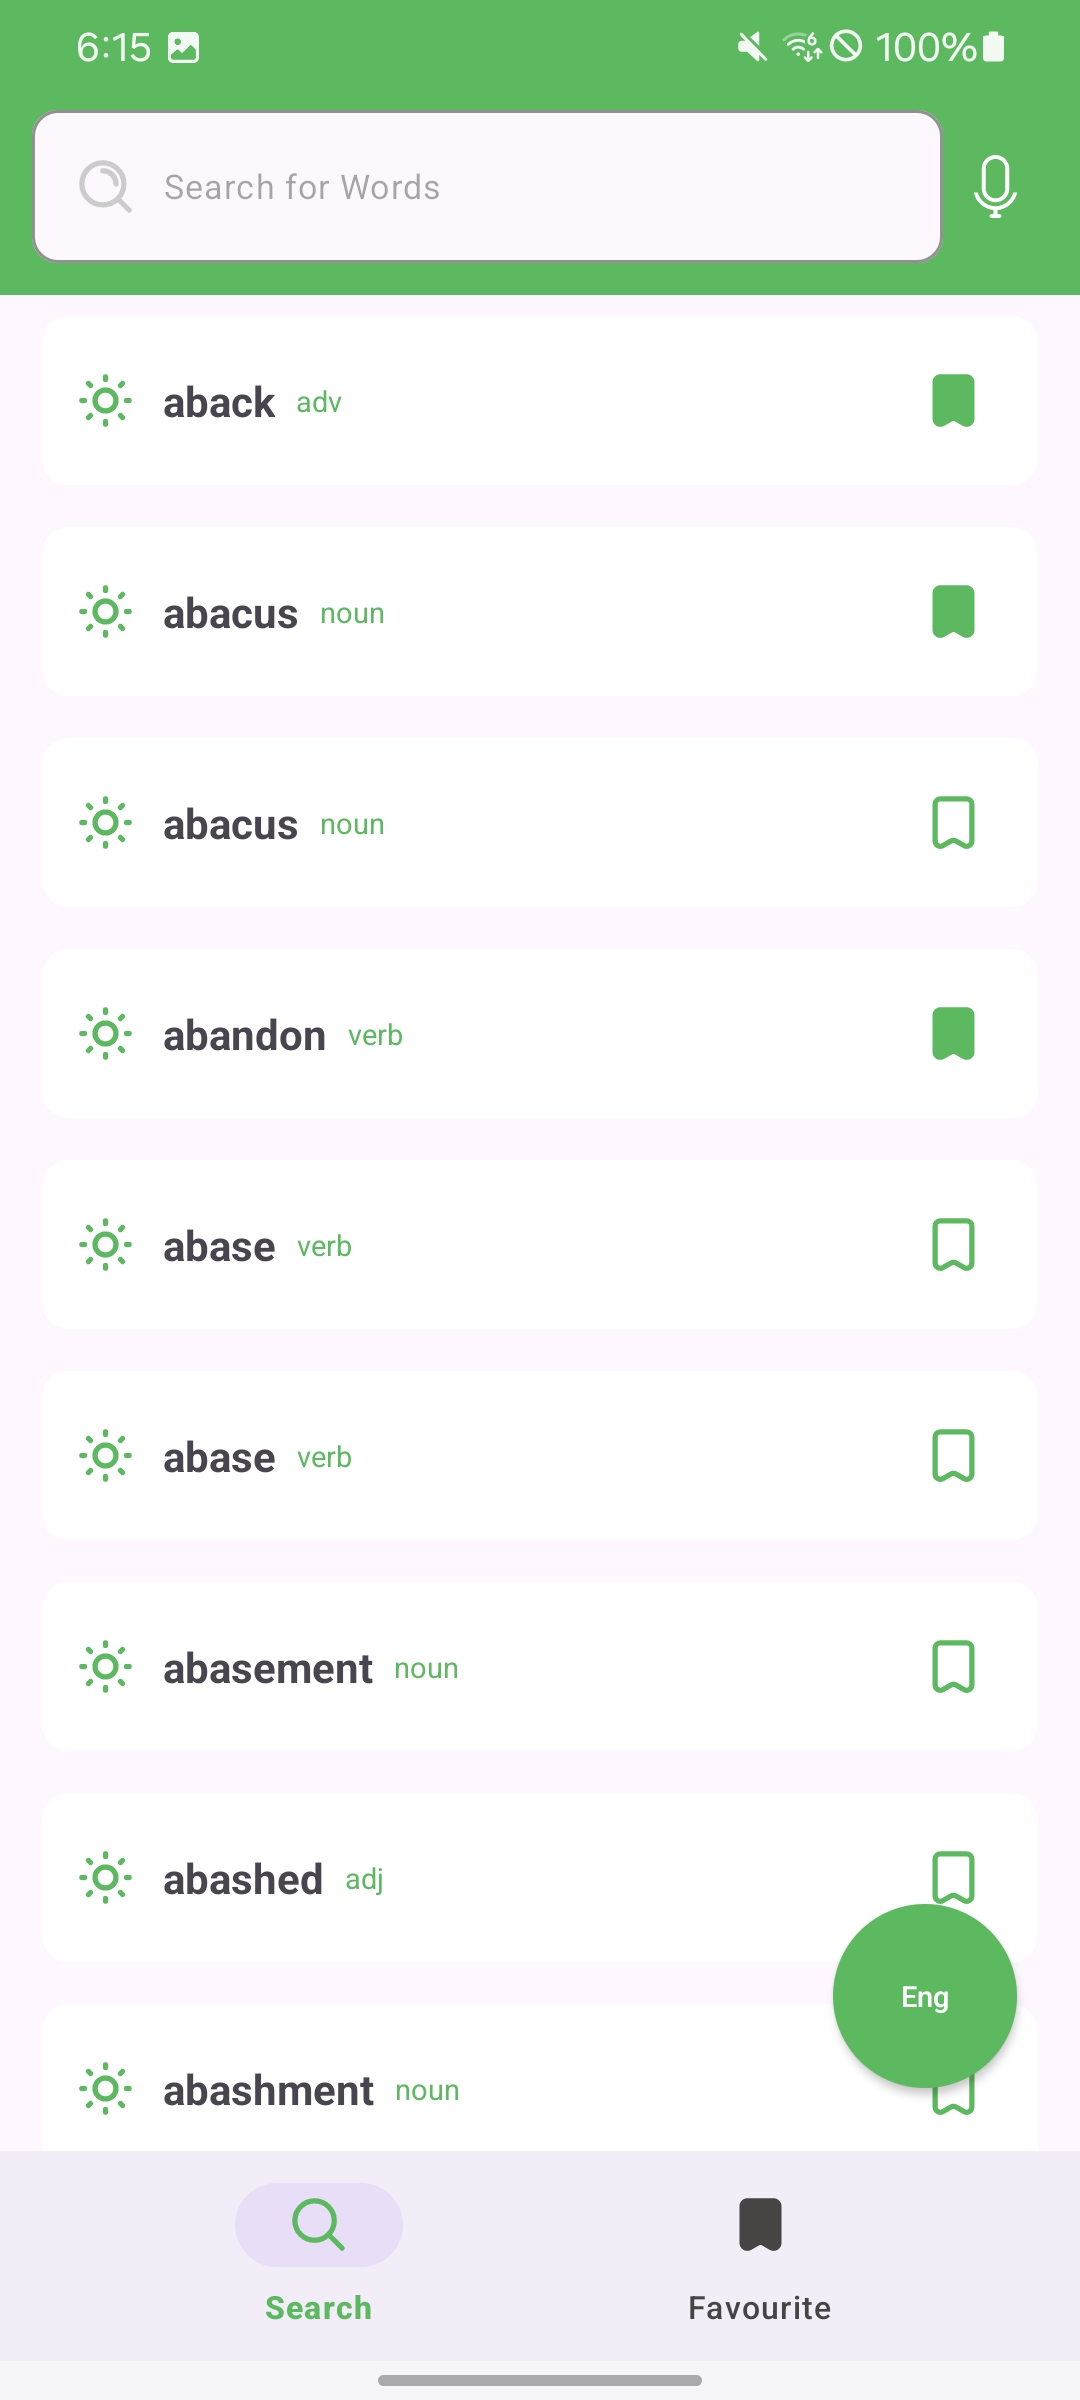 6:15 100%
Search for Words
aback adv
abacus noun
abacus noun
abandon verb
abase verb
abase verb
abasement noun
abashed adj
Eng
abashment noun
Search Favourite